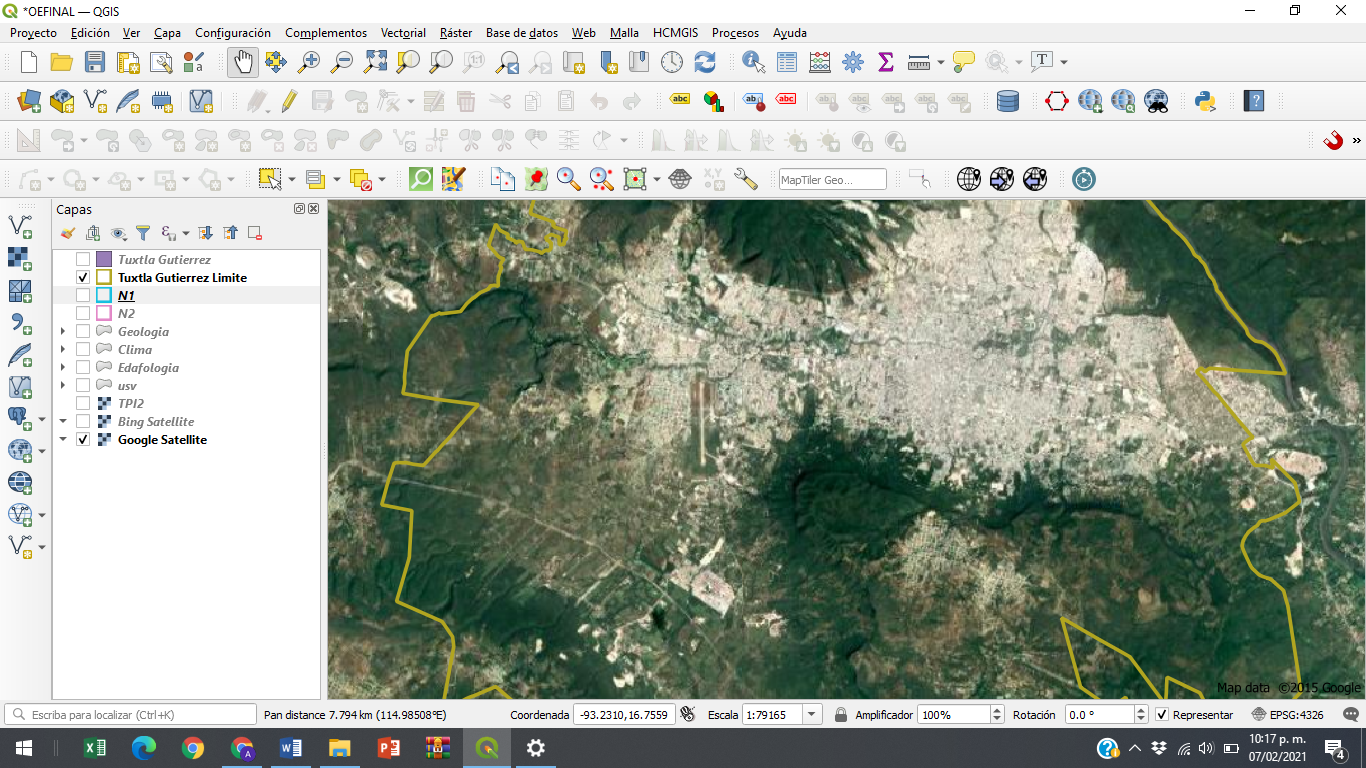 *OEFINAL — QGIS
Proyecto Edición Ver Capa Configuración Complementos Vectorial Ráster Base de datos Web Malla HCMGIS Procesos Ayuda
MapTiler Geo...
Capas
Tuxtla Gutierrez
Tuxtla Gutierrez Limite
N1
N2
Geologia
Clima
Edafologia
usv
TPI2
Bing Satellite
Google Satellite
Map data ©2015 Google
Escriba para localizar (Ctrl+K) Pan distance 7.794 km (114.98508°E) Coordenada -93.2310,16.7559 Escala 1:79165 Amplificador 100% Rotación 0.0 ° Representar EPSG:4326
10:17 p. m.
07/02/2021
4